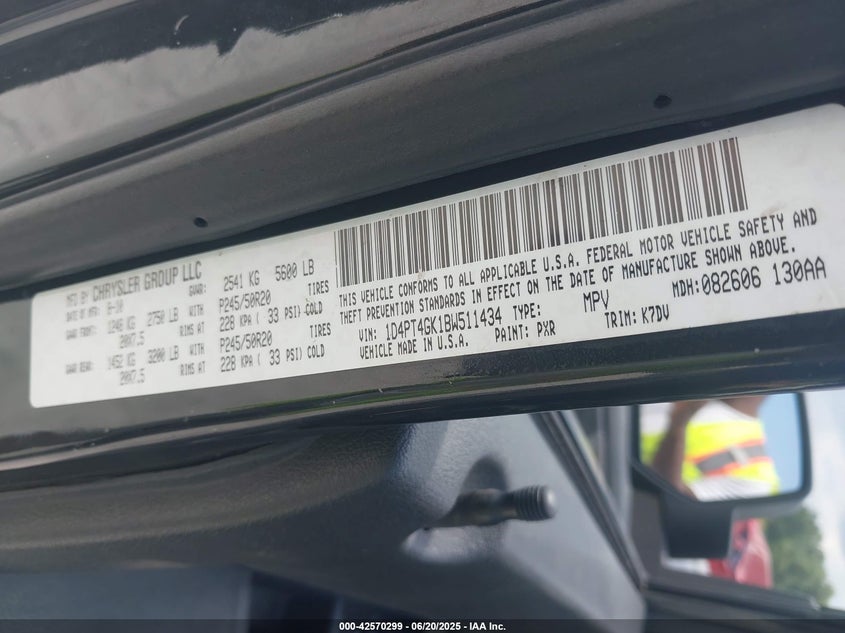 MFD BY CHRYSLER GROUP LLC
DATE OF MFR: 8-10 GVWR: 2541 KG 5600 LB
GAWR FRONT: 1246 KG 2750 LB WITH P245/50R20 TIRES
20X7.5 RIMS AT 228 KPA ( 33 PSI) COLD
GAWR REAR: 1452 KG 3200 LB WITH P245/50R20 TIRES
20X7.5 RIMS AT 228 KPA ( 33 PSI) COLD
THIS VEHICLE CONFORMS TO ALL APPLICABLE U.S.A. FEDERAL MOTOR VEHICLE SAFETY AND
THEFT PREVENTION STANDARDS IN EFFECT ON THE DATE OF MANUFACTURE SHOWN ABOVE.
VIN: 1D4PT4GK1BW511434 TYPE: MPV MDH: 082606 130AA
VEHICLE MADE IN U.S.A. PAINT: PXR TRIM: K7DV
000-42570299 - 06/20/2025 - IAA Inc.